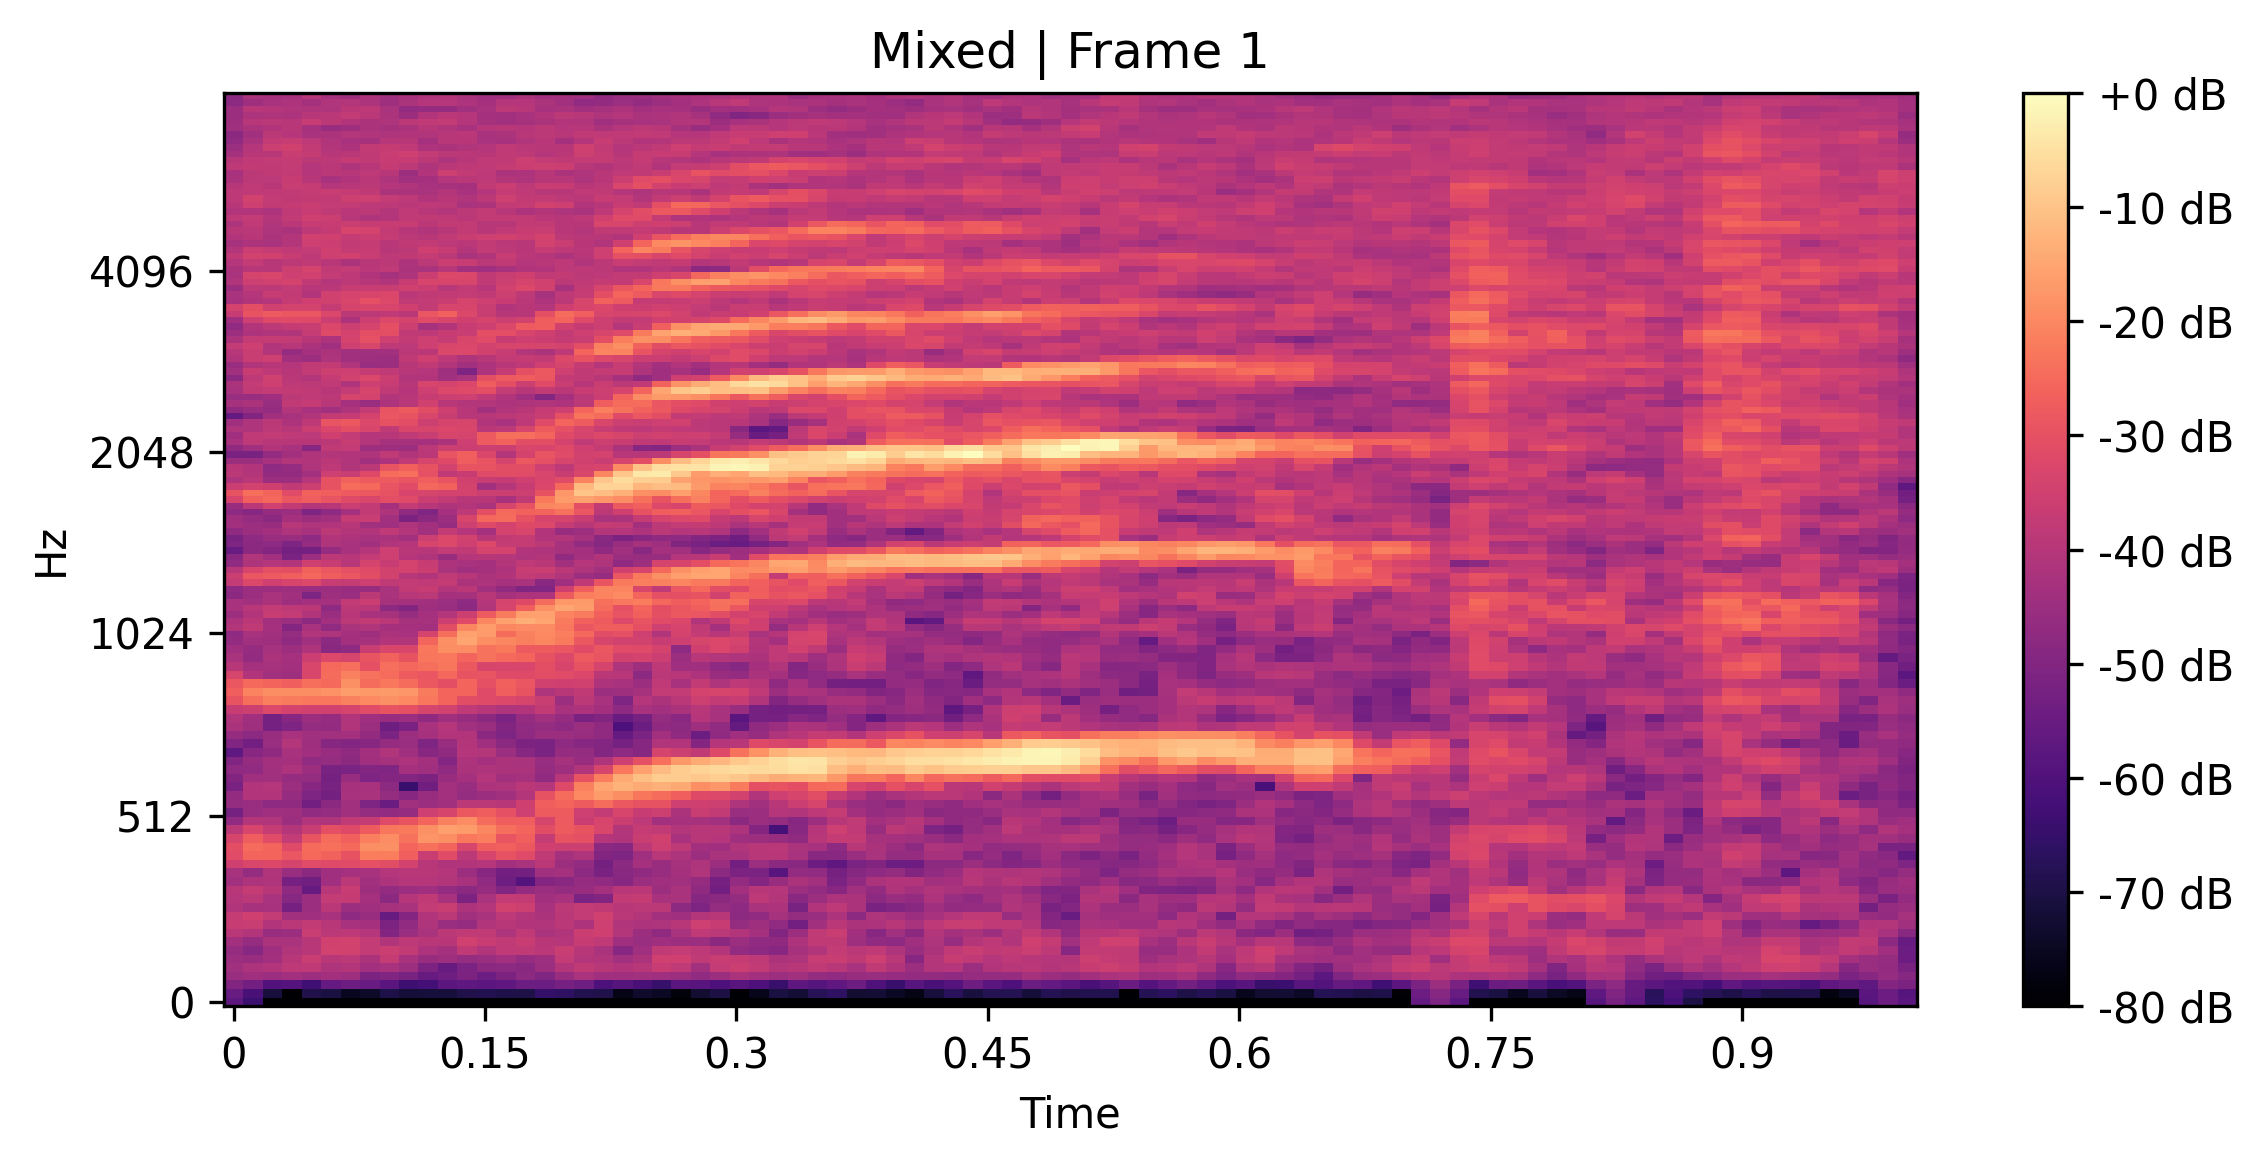 Mixed | Frame 1
+0 dB
-10 dB
-20 dB
-30 dB
-40 dB
-50 dB
-60 dB
-70 dB
-80 dB
4096
2048
1024
512
0
Hz
0
0.15
0.3
0.45
0.6
0.75
0.9
Time